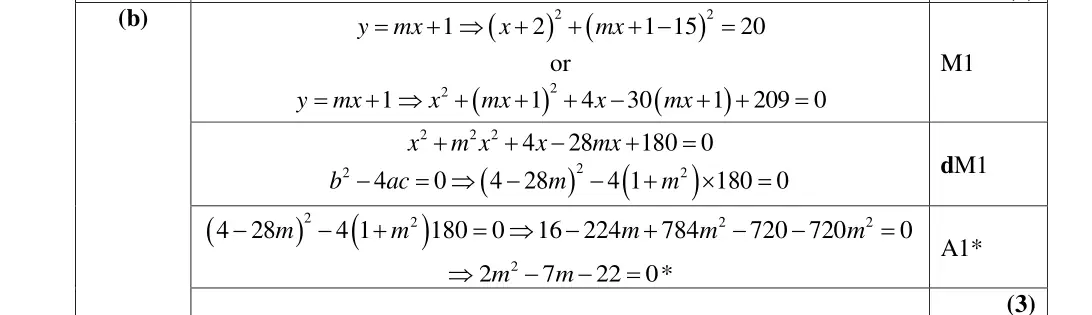 (b)
y = mx + 1 ⇒ (x + 2)² + (mx + 1 − 15)² = 20
or
y = mx + 1 ⇒ x² + (mx + 1)² + 4x − 30(mx + 1) + 209 = 0
M1
x² + m²x² + 4x − 28mx + 180 = 0
b² − 4ac = 0 ⇒ (4 − 28m)² − 4(1 + m²) × 180 = 0
dM1
(4 − 28m)² − 4(1 + m²)180 = 0 ⇒ 16 − 224m + 784m² − 720 − 720m² = 0
⇒ 2m² − 7m − 22 = 0*
A1*
(3)